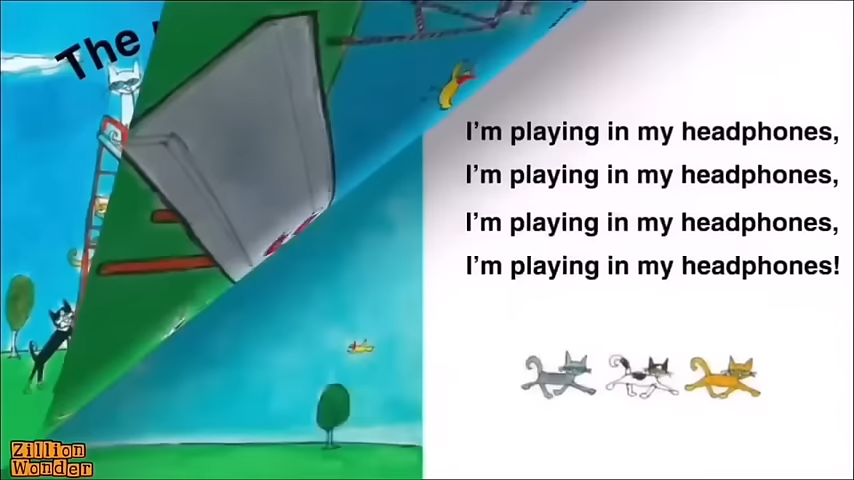 The
I'm playing in my headphones,
I'm playing in my headphones,
I'm playing in my headphones,
I'm playing in my headphones!
Zillion
Wonder